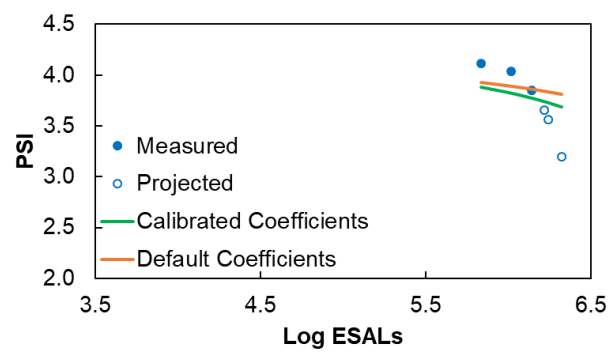 4.5
4.0
3.5
3.0
2.5
2.0
PSI
Measured
Projected
Calibrated Coefficients
Default Coefficients
3.5 4.5 5.5 6.5
Log ESALs